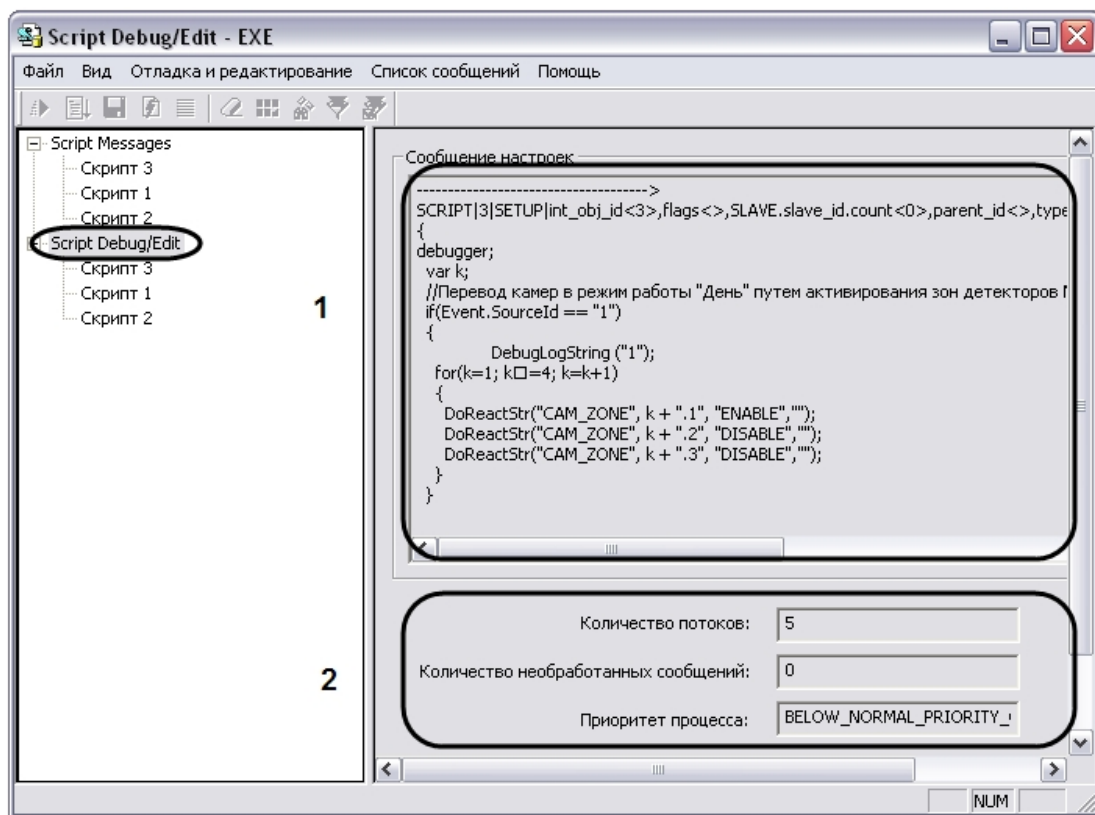 Script Debug/Edit - EXE
Файл Вид Отладка и редактирование Список сообщений Помощь
Script Messages
Скрипт 3
Скрипт 1
Скрипт 2
Script Debug/Edit
Скрипт 3
Скрипт 1
Скрипт 2
1
2
Сообщение настроек
------------------------------------->
SCRIPT|3|SETUP|int_obj_id<3>,flags<>,SLAVE.slave_id.count<0>,parent_id<>,type
{
debugger;
var k;
//Перевод камер в режим работы "День" путем активирования зон детекторов
if(Event.SourceId == "1")
{
DebugLogString ("1");
for(k=1; k□=4; k=k+1)
{
DoReactStr("CAM_ZONE", k + ".1", "ENABLE","");
DoReactStr("CAM_ZONE", k + ".2", "DISABLE","");
DoReactStr("CAM_ZONE", k + ".3", "DISABLE","");
}
}
Количество потоков: 5
Количество необработанных сообщений: 0
Приоритет процесса: BELOW_NORMAL_PRIORITY_
NUM